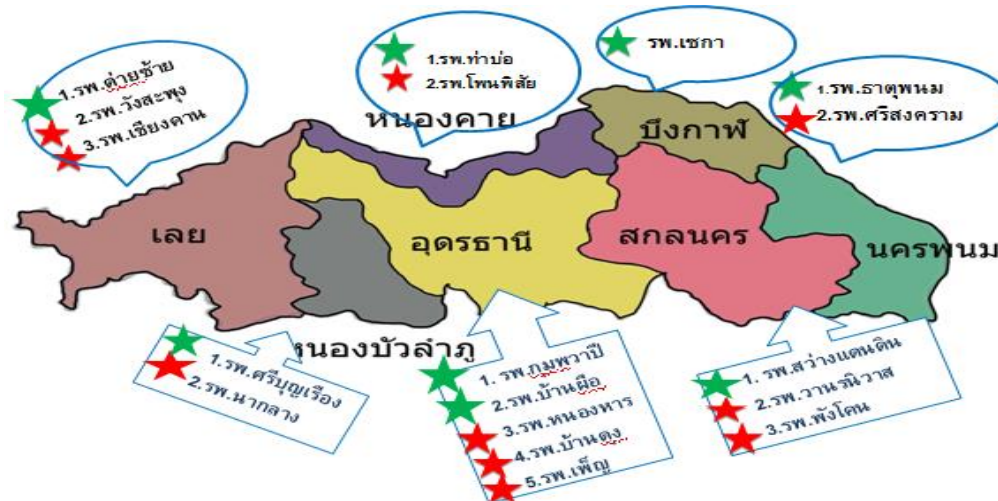 1.รพ.ด่านซ้าย
2.รพ.วังสะพุง
3.รพ.เชียงคาน
1.รพ.ท่าบ่อ
2.รพ.โพนพิสัย
รพ.เซกา
1.รพ.ธาตุพนม
2.รพ.ศรีสงคราม
หนองคาย
บึงกาฬ
เลย
อุดรธานี
สกลนคร
นครพนม
หนองบัวลำภู
1.รพ.ศรีบุญเรือง
2.รพ.นากลาง
1. รพ.กุมพวาปี
2.รพ.บ้านผือ
3.รพ.หนองหาร
4.รพ.บ้านดุง
5.รพ.เพ็ญ
1. รพ.สว่างแดนดิน
2.รพ.วานรนิวาส
3.รพ.พังโคน